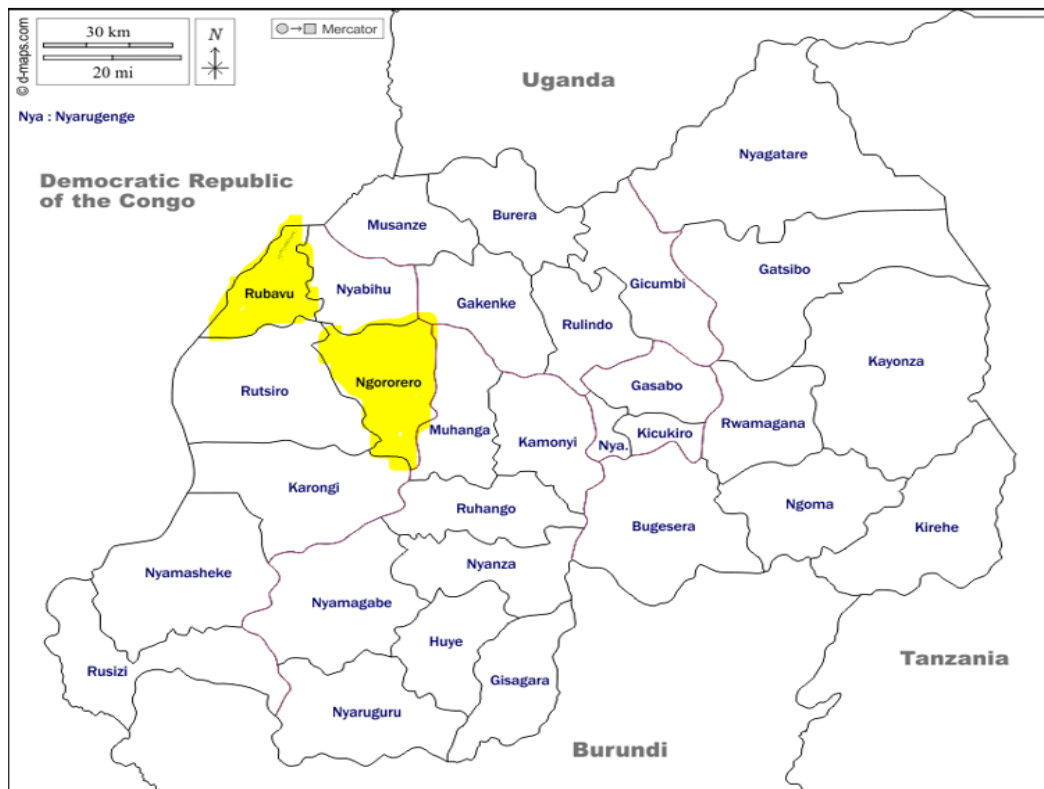 30 km
20 mi
N
Mercator
© d-maps.com
Nya : Nyarugenge
Uganda
Democratic Republic
of the Congo
Nyagatare
Musanze
Burera
Gatsibo
Gicumbi
Rubavu
Nyabihu
Gakenke
Rulindo
Kayonza
Ngororero
Rutsiro
Gasabo
Rwamagana
Muhanga
Kamonyi
Nya.
Kicukiro
Karongi
Ruhango
Bugesera
Ngoma
Kirehe
Nyamasheke
Nyanza
Nyamagabe
Huye
Rusizi
Gisagara
Nyaruguru
Tanzania
Burundi